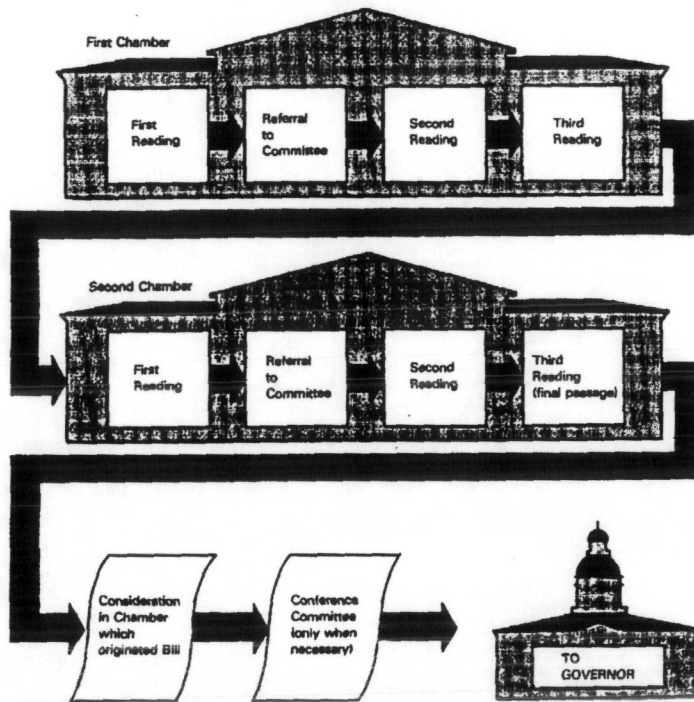 First Chamber
First
Reading
Referral
to
Committee
Second
Reading
Third
Reading
Second Chamber
First
Reading
Referral
to
Committee
Second
Reading
Third
Reading
(final passage)
Consideration
in Chamber
which
originated Bill
Conference
Committee
(only when
necessary)
TO
GOVERNOR